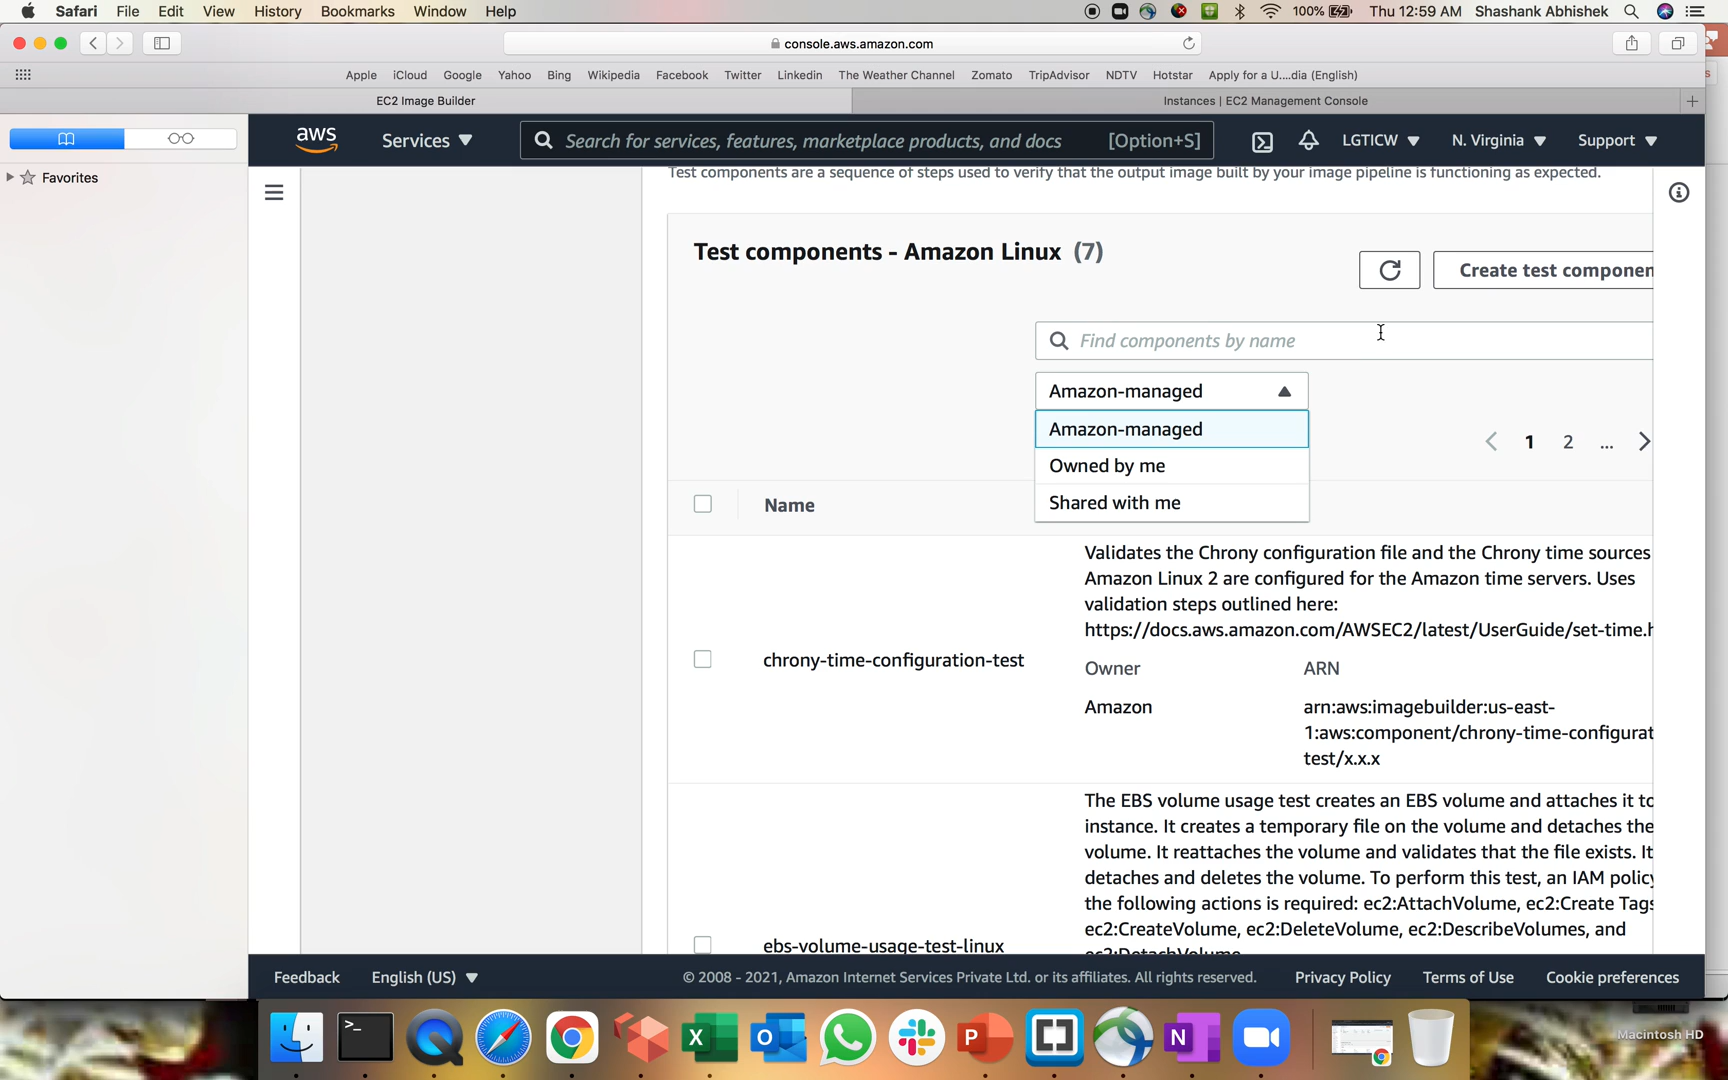 Safari File Edit View History Bookmarks Window Help
100% Thu 12:59 AM Shashank Abhishek
console.aws.amazon.com
Apple iCloud Google Yahoo Bing Wikipedia Facebook Twitter Linkedin The Weather Channel Zomato TripAdvisor NDTV Hotstar Apply for a U....dia (English)
EC2 Image Builder
Instances | EC2 Management Console
Favorites
aws Services Search for services, features, marketplace products, and docs [Option+S] LGTICW N. Virginia Support
Test components are a sequence of steps used to verify that the output image built by your image pipeline is functioning as expected.
Test components - Amazon Linux (7)
Create test componen
Find components by name
Amazon-managed
Amazon-managed
Owned by me
Shared with me
1 2 ...
Name
Validates the Chrony configuration file and the Chrony time sources
Amazon Linux 2 are configured for the Amazon time servers. Uses
validation steps outlined here:
https://docs.aws.amazon.com/AWSEC2/latest/UserGuide/set-time.h
chrony-time-configuration-test
Owner ARN
Amazon
arn:aws:imagebuilder:us-east-
1:aws:component/chrony-time-configurat
test/x.x.x
The EBS volume usage test creates an EBS volume and attaches it to
instance. It creates a temporary file on the volume and detaches the
volume. It reattaches the volume and validates that the file exists. It
detaches and deletes the volume. To perform this test, an IAM policy
the following actions is required: ec2:AttachVolume, ec2:Create Tags
ec2:CreateVolume, ec2:DeleteVolume, ec2:DescribeVolumes, and
ec2:DetachVolume
ebs-volume-usage-test-linux
Feedback English (US) © 2008 - 2021, Amazon Internet Services Private Ltd. or its affiliates. All rights reserved. Privacy Policy Terms of Use Cookie preferences
Macintosh HD